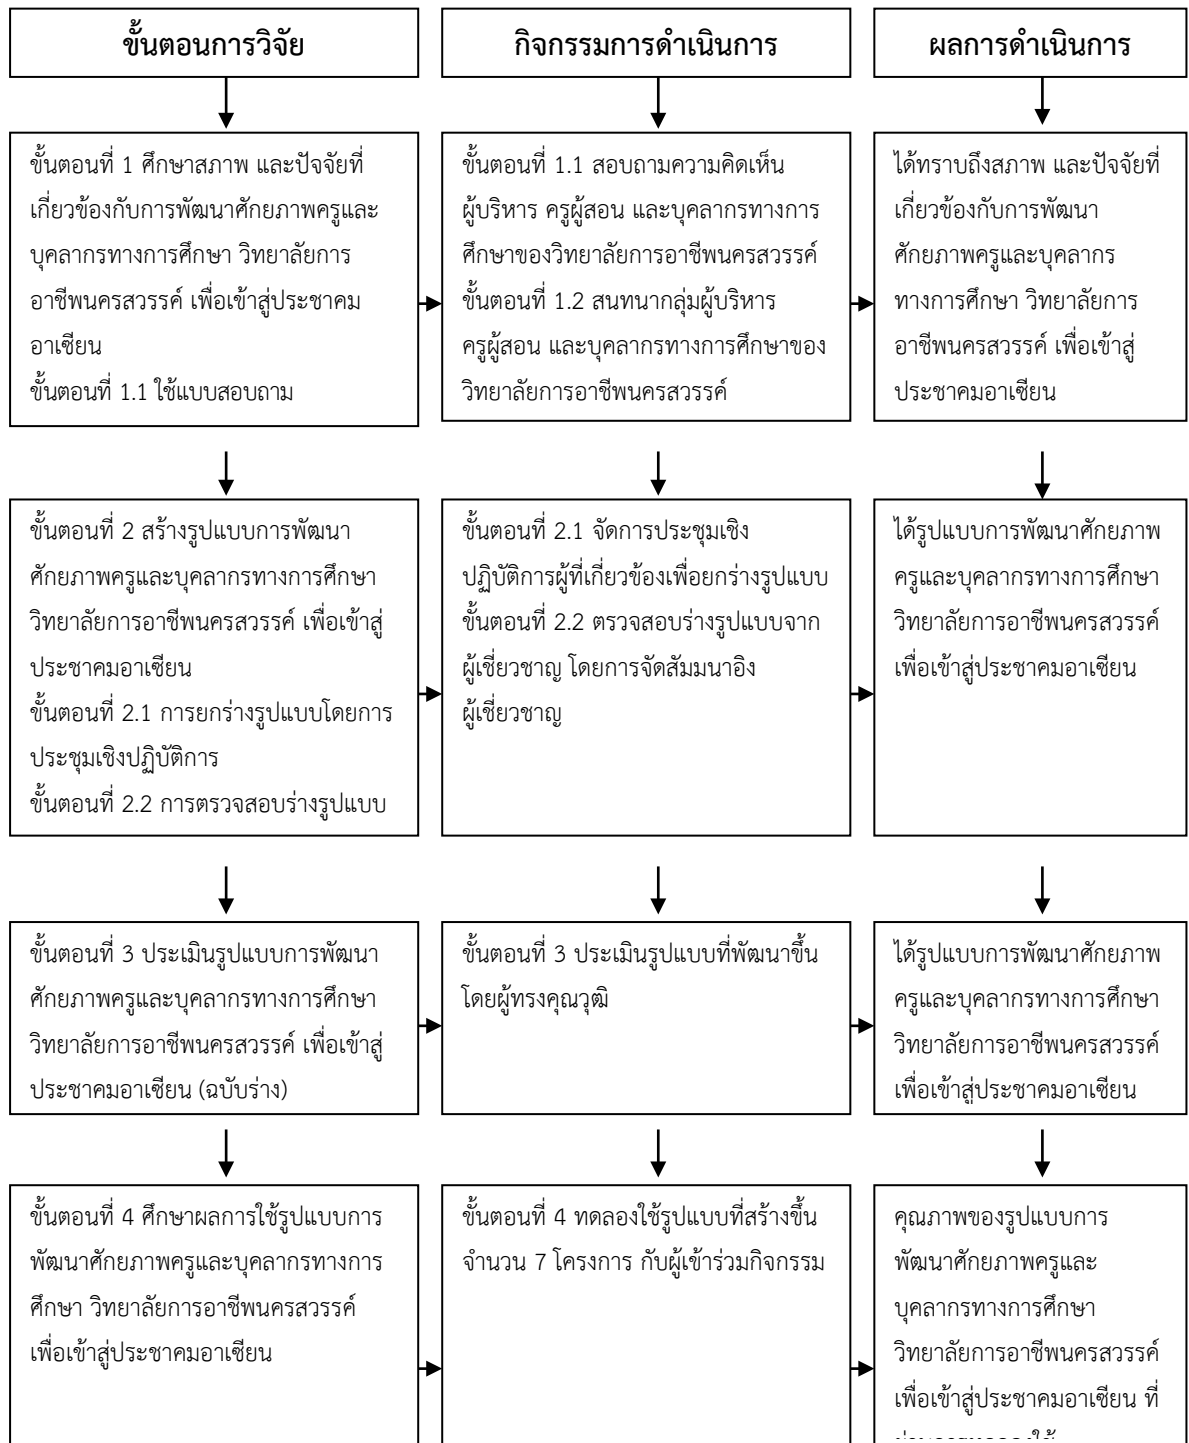 ขั้นตอนการวิจัย
กิจกรรมการดำเนินการ
ผลการดำเนินการ
ขั้นตอนที่ 1 ศึกษาสภาพ และปัจจัยที่
เกี่ยวข้องกับการพัฒนาศักยภาพครูและ
บุคลากรทางการศึกษา วิทยาลัยการ
อาชีพนครสวรรค์ เพื่อเข้าสู่ประชาคม
อาเซียน
ขั้นตอนที่ 1.1 ใช้แบบสอบถาม
ขั้นตอนที่ 1.1 สอบถามความคิดเห็น
ผู้บริหาร ครูผู้สอน และบุคลากรทางการ
ศึกษาของวิทยาลัยการอาชีพนครสวรรค์
ขั้นตอนที่ 1.2 สนทนากลุ่มผู้บริหาร
ครูผู้สอน และบุคลากรทางการศึกษาของ
วิทยาลัยการอาชีพนครสวรรค์
ได้ทราบถึงสภาพ และปัจจัยที่
เกี่ยวข้องกับการพัฒนา
ศักยภาพครูและบุคลากร
ทางการศึกษา วิทยาลัยการ
อาชีพนครสวรรค์ เพื่อเข้าสู่
ประชาคมอาเซียน
ขั้นตอนที่ 2 สร้างรูปแบบการพัฒนา
ศักยภาพครูและบุคลากรทางการศึกษา
วิทยาลัยการอาชีพนครสวรรค์ เพื่อเข้าสู่
ประชาคมอาเซียน
ขั้นตอนที่ 2.1 การยกร่างรูปแบบโดยการ
ประชุมเชิงปฏิบัติการ
ขั้นตอนที่ 2.2 การตรวจสอบร่างรูปแบบ
ขั้นตอนที่ 2.1 จัดการประชุมเชิง
ปฏิบัติการผู้ที่เกี่ยวข้องเพื่อยกร่างรูปแบบ
ขั้นตอนที่ 2.2 ตรวจสอบร่างรูปแบบจาก
ผู้เชี่ยวชาญ โดยการจัดสัมมนาอิง
ผู้เชี่ยวชาญ
ได้รูปแบบการพัฒนาศักยภาพ
ครูและบุคลากรทางการศึกษา
วิทยาลัยการอาชีพนครสวรรค์
เพื่อเข้าสู่ประชาคมอาเซียน
ขั้นตอนที่ 3 ประเมินรูปแบบการพัฒนา
ศักยภาพครูและบุคลากรทางการศึกษา
วิทยาลัยการอาชีพนครสวรรค์ เพื่อเข้าสู่
ประชาคมอาเซียน (ฉบับร่าง)
ขั้นตอนที่ 3 ประเมินรูปแบบที่พัฒนาขึ้น
โดยผู้ทรงคุณวุฒิ
ได้รูปแบบการพัฒนาศักยภาพ
ครูและบุคลากรทางการศึกษา
วิทยาลัยการอาชีพนครสวรรค์
เพื่อเข้าสู่ประชาคมอาเซียน
ขั้นตอนที่ 4 ศึกษาผลการใช้รูปแบบการ
พัฒนาศักยภาพครูและบุคลากรทางการ
ศึกษา วิทยาลัยการอาชีพนครสวรรค์
เพื่อเข้าสู่ประชาคมอาเซียน
ขั้นตอนที่ 4 ทดลองใช้รูปแบบที่สร้างขึ้น
จำนวน 7 โครงการ กับผู้เข้าร่วมกิจกรรม
คุณภาพของรูปแบบการ
พัฒนาศักยภาพครูและ
บุคลากรทางการศึกษา
วิทยาลัยการอาชีพนครสวรรค์
เพื่อเข้าสู่ประชาคมอาเซียน ที่